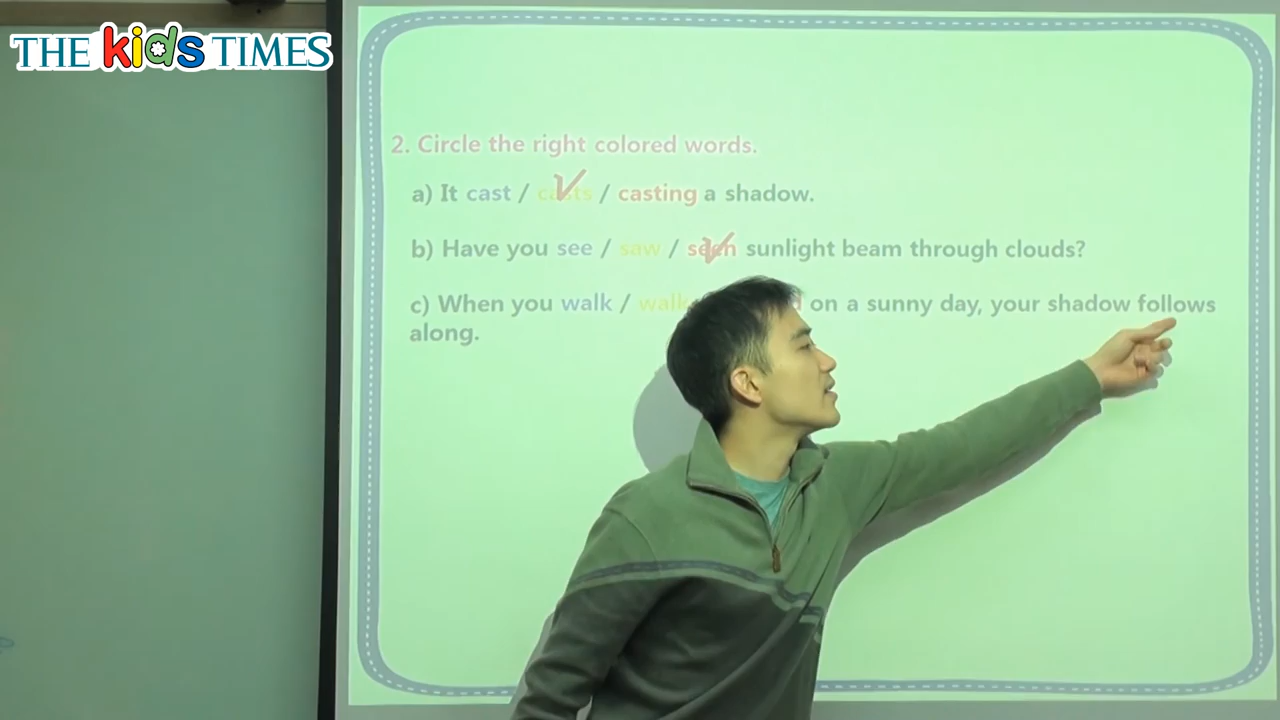 THE kids TIMES
2. Circle the right colored words.
a) It cast / casts / casting a shadow.
b) Have you see / saw / seen sunlight beam through clouds?
c) When you walk / on a sunny day, your shadow follows
along.